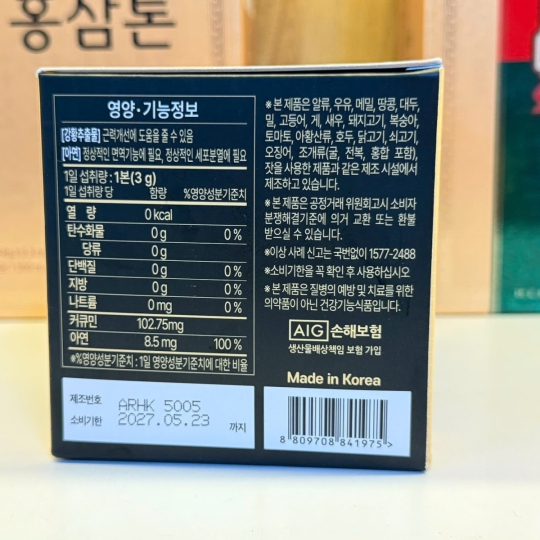 홍삼톤
영양·기능정보
[강황추출물] 근력개선에 도움을 줄 수 있음
[아연] 정상적인 면역기능에 필요, 정상적인 세포분열에 필요
1일 섭취량 : 1본(3 g)
1일 섭취량 당 함량 %영양성분기준치
열 량 0 kcal
탄수화물 0 g 0 %
당류 0 g
단백질 0 g 0 %
지방 0 g 0 %
나트륨 0 mg 0 %
커큐민 102.75mg
아연 8.5 mg 100 %
※%영양성분기준치 : 1일 영양성분기준치에 대한 비율
제조번호 ARHK 5005
소비기한 2027.05.23 까지
※ 본 제품은 알류, 우유, 메밀, 땅콩, 대두,
밀, 고등어, 게, 새우, 돼지고기, 복숭아,
토마토, 아황산류, 호두, 닭고기, 쇠고기,
오징어, 조개류(굴, 전복, 홍합 포함),
잣을 사용한 제품과 같은 제조 시설에서
제조하고 있습니다.
※ 본 제품은 공정거래 위원회고시 소비자
분쟁해결기준에 의거 교환 또는 환불
받으실 수 있습니다.
※이상 사례 신고는 국번없이 1577-2488
※소비기한을 꼭 확인 후 사용하십시오
※ 본 제품은 질병의 예방 및 치료를 위한
의약품이 아닌 건강기능식품입니다.
AIG 손해보험
생산물배상책임 보험 가입
Made in Korea
8 809708 841975 >